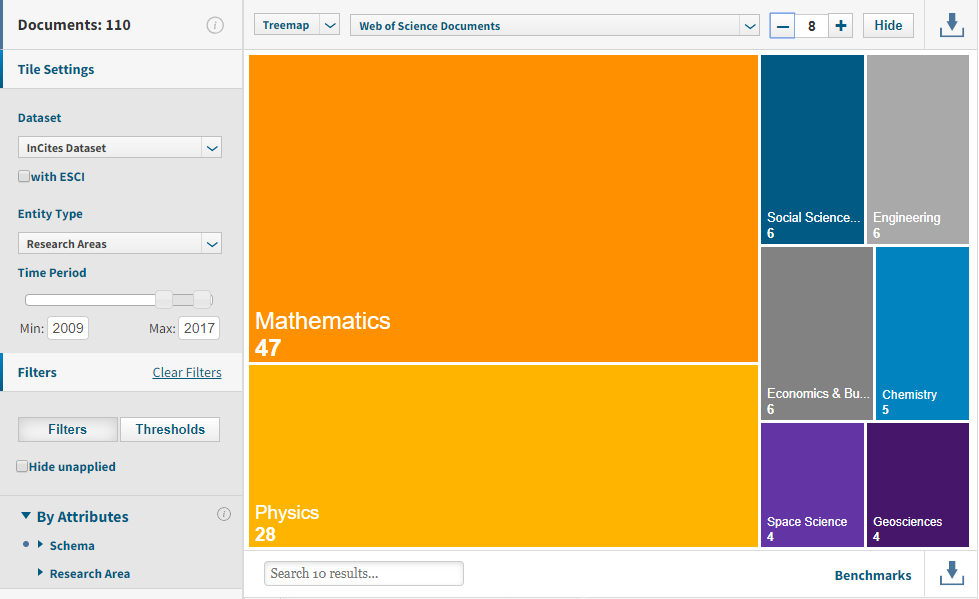 Documents: 110
Tile Settings
Dataset
InCites Dataset
with ESCI
Entity Type
Research Areas
Time Period
Min: 2009 Max: 2017
Filters Clear Filters
Filters Thresholds
Hide unapplied
By Attributes
Schema
Research Area
Treemap Web of Science Documents 8 Hide
Mathematics
47
Physics
28
Social Science...
6
Engineering
6
Economics & Bu...
6
Chemistry
5
Space Science
4
Geosciences
4
Search 10 results... Benchmarks